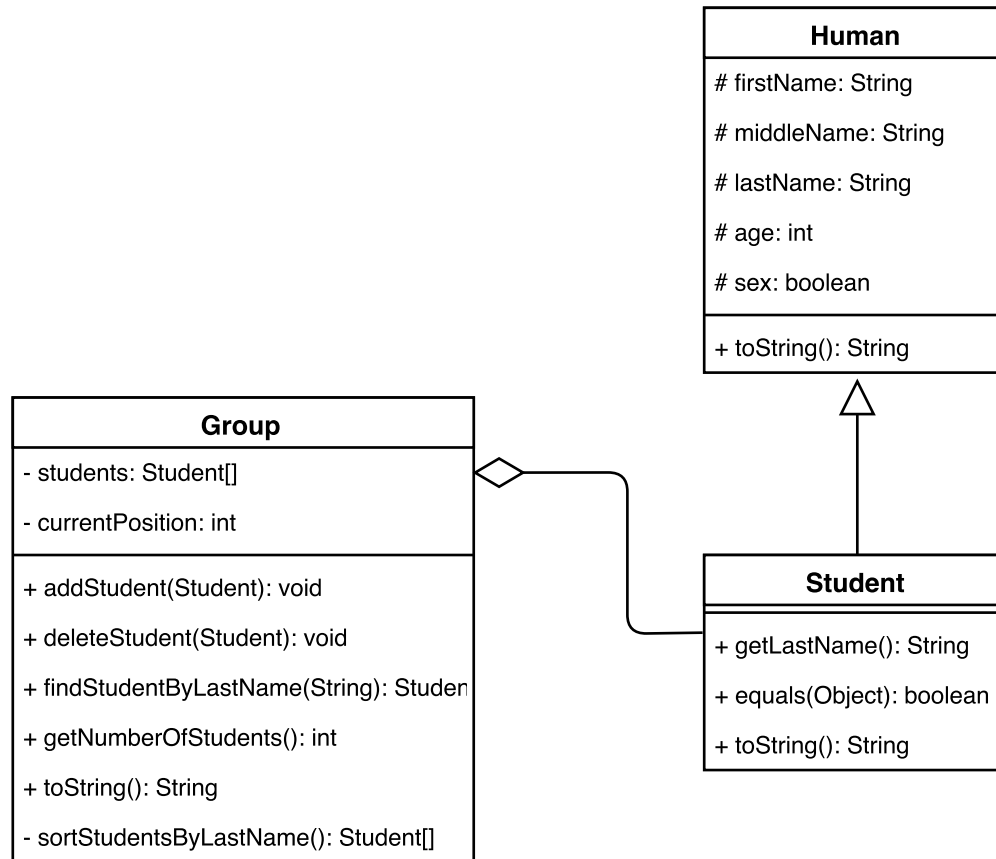 Human
# firstName: String
# middleName: String
# lastName: String
# age: int
# sex: boolean
+ toString(): String
Group
- students: Student[]
- currentPosition: int
+ addStudent(Student): void
+ deleteStudent(Student): void
+ findStudentByLastName(String): Studen
+ getNumberOfStudents(): int
+ toString(): String
- sortStudentsByLastName(): Student[]
Student
+ getLastName(): String
+ equals(Object): boolean
+ toString(): String